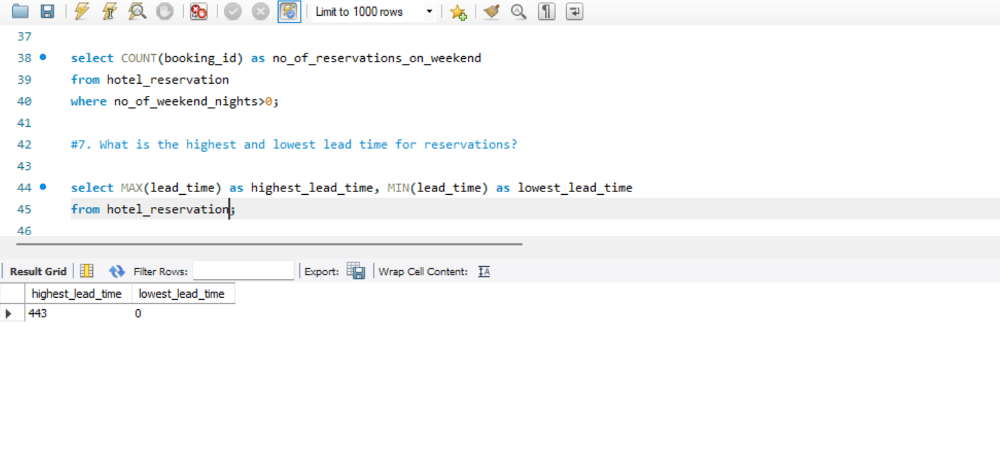 Limit to 1000 rows
37
38 select COUNT(booking_id) as no_of_reservations_on_weekend
39 from hotel_reservation
40 where no_of_weekend_nights>0;
41
42 #7. What is the highest and lowest lead time for reservations?
43
44 select MAX(lead_time) as highest_lead_time, MIN(lead_time) as lowest_lead_time
45 from hotel_reservation;
46
Result Grid Filter Rows: Export: Wrap Cell Content: IA
highest_lead_time lowest_lead_time
443 0